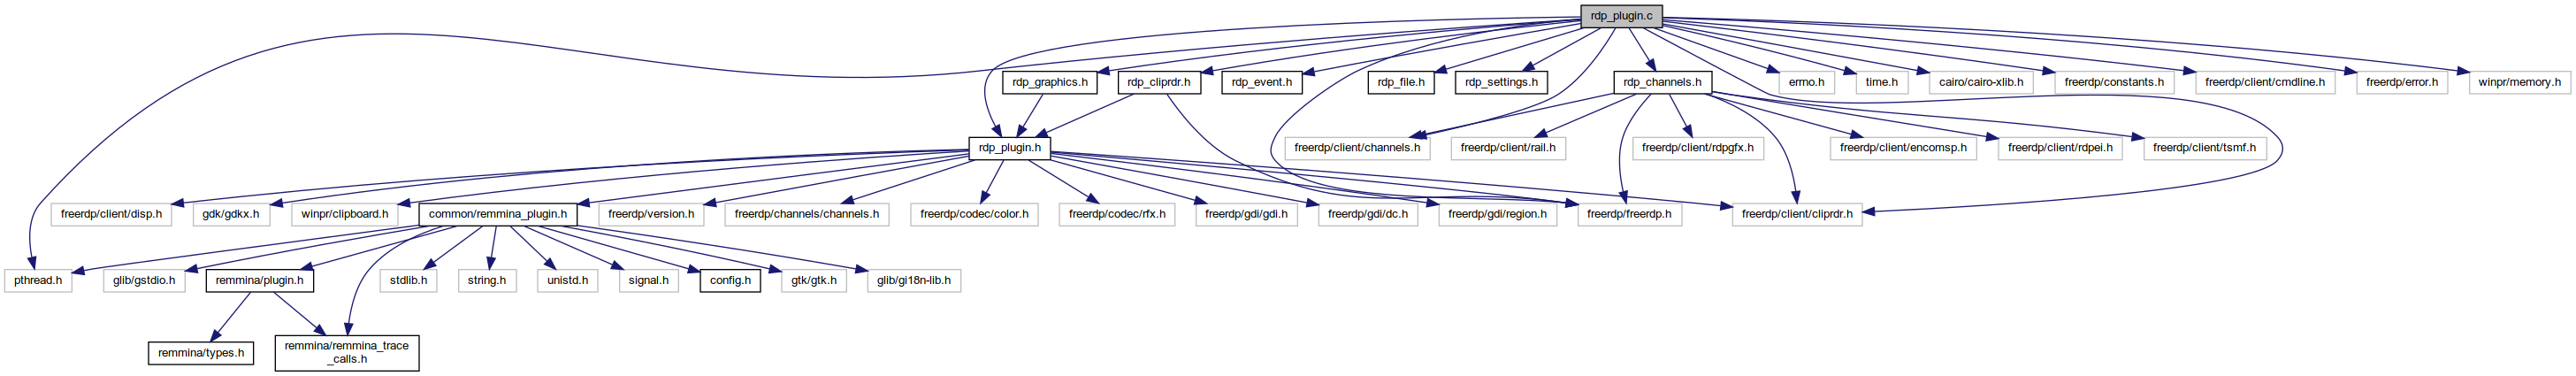 rdp_plugin.c
rdp_graphics.h
rdp_cliprdr.h
rdp_event.h
rdp_file.h
rdp_settings.h
rdp_channels.h
errno.h
time.h
cairo/cairo-xlib.h
freerdp/constants.h
freerdp/client/cmdline.h
freerdp/error.h
winpr/memory.h
rdp_plugin.h
freerdp/client/channels.h
freerdp/client/rail.h
freerdp/client/rdpgfx.h
freerdp/client/encomsp.h
freerdp/client/rdpei.h
freerdp/client/tsmf.h
freerdp/client/disp.h
gdk/gdkx.h
winpr/clipboard.h
common/remmina_plugin.h
freerdp/version.h
freerdp/channels/channels.h
freerdp/codec/color.h
freerdp/codec/rfx.h
freerdp/gdi/gdi.h
freerdp/gdi/dc.h
freerdp/gdi/region.h
freerdp/freerdp.h
freerdp/client/cliprdr.h
pthread.h
glib/gstdio.h
remmina/plugin.h
stdlib.h
string.h
unistd.h
signal.h
config.h
gtk/gtk.h
glib/gi18n-lib.h
remmina/types.h
remmina/remmina_trace
_calls.h